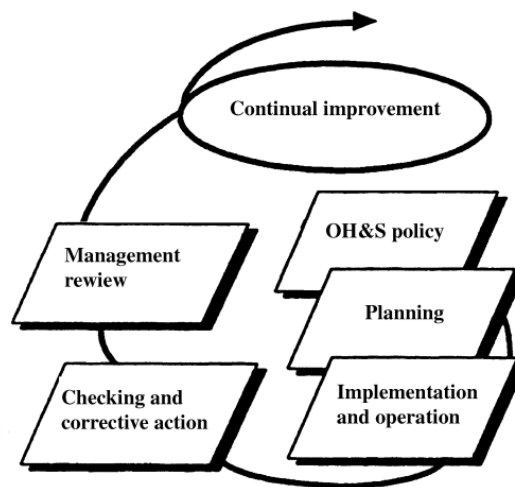 Continual improvement
OH&S policy
Management
rewiew
Planning
Checking and
corrective action
Implementation
and operation